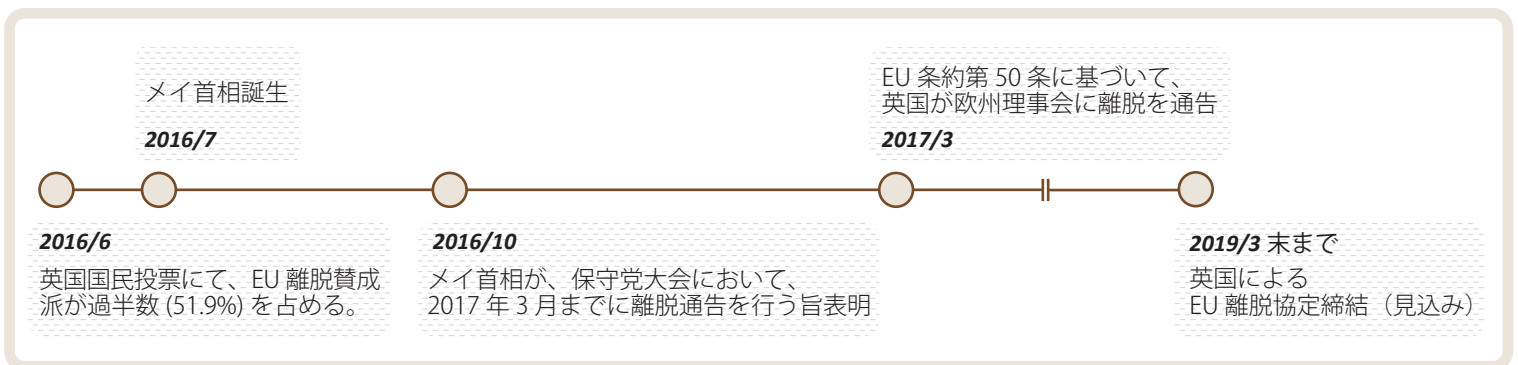 メイ首相誕生
2016/7
EU 条約第 50 条に基づいて、
英国が欧州理事会に離脱を通告
2017/3
2016/6
英国国民投票にて、EU 離脱賛成
派が過半数 (51.9%) を占める。
2016/10
メイ首相が、保守党大会において、
2017 年 3 月までに離脱通告を行う旨表明
2019/3 末まで
英国による
EU 離脱協定締結（見込み）